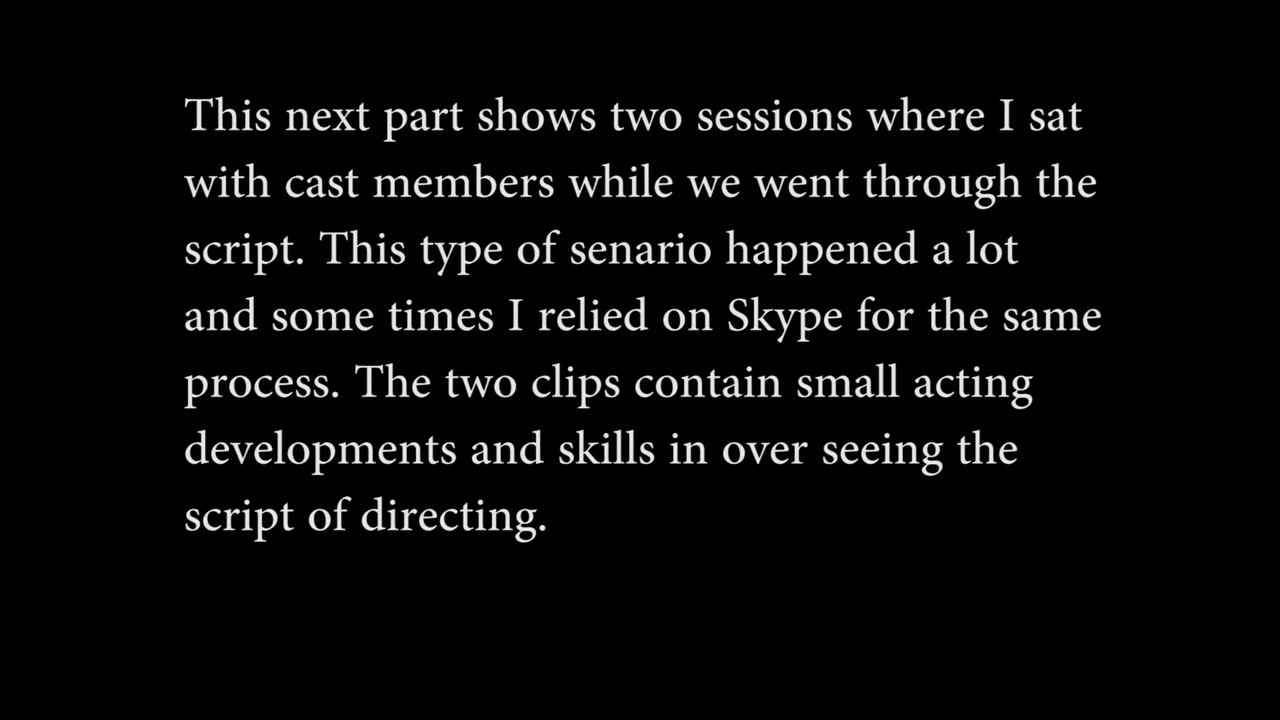 This next part shows two sessions where I sat
with cast members while we went through the
script. This type of senario happened a lot
and some times I relied on Skype for the same
process. The two clips contain small acting
developments and skills in over seeing the
script of directing.